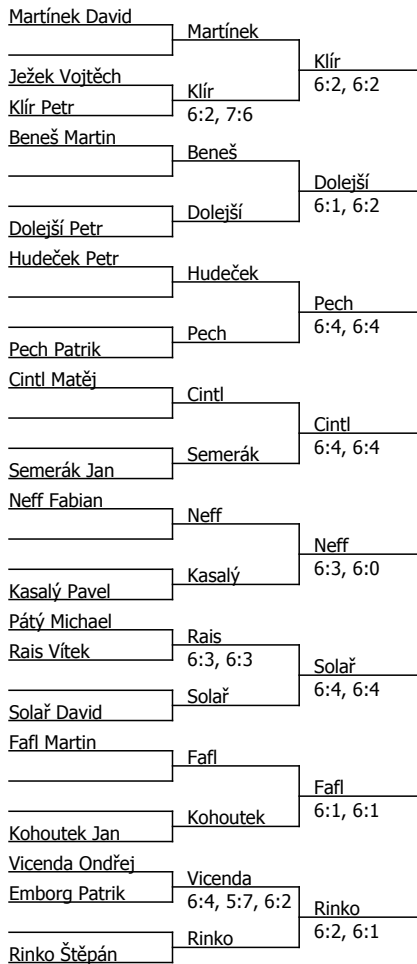 Martínek David
Ježek Vojtěch
Klír Petr
Beneš Martin
Dolejší Petr
Hudeček Petr
Pech Patrik
Cintl Matěj
Semerák Jan
Neff Fabian
Kasalý Pavel
Pátý Michael
Rais Vítek
Solař David
Fafl Martin
Kohoutek Jan
Vicenda Ondřej
Emborg Patrik
Rinko Štěpán
Martínek
Klír
6:2, 7:6
Beneš
Dolejší
Hudeček
Pech
Cintl
Semerák
Neff
Kasalý
Rais
6:3, 6:3
Solař
Fafl
Kohoutek
Vicenda
6:4, 5:7, 6:2
Rinko
Klír
6:2, 6:2
Dolejší
6:1, 6:2
Pech
6:4, 6:4
Cintl
6:4, 6:4
Neff
6:3, 6:0
Solař
6:4, 6:4
Fafl
6:1, 6:1
Rinko
6:2, 6:1